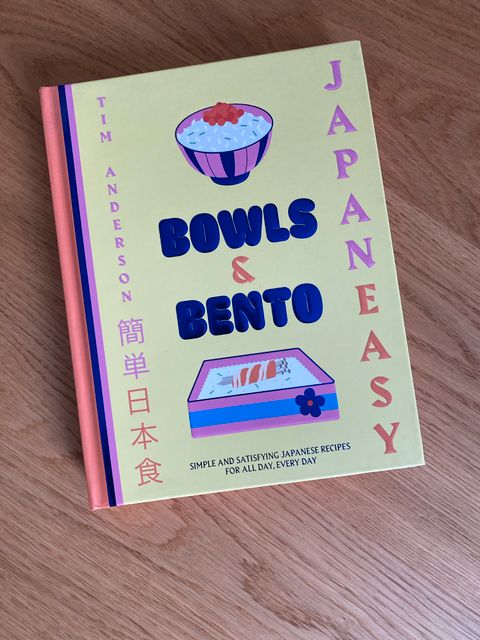 TIM ANDERSON
簡単日本食
JAPANEASY
BOWLS
&
BENTO
SIMPLE AND SATISFYING JAPANESE RECIPES
FOR ALL DAY, EVERY DAY